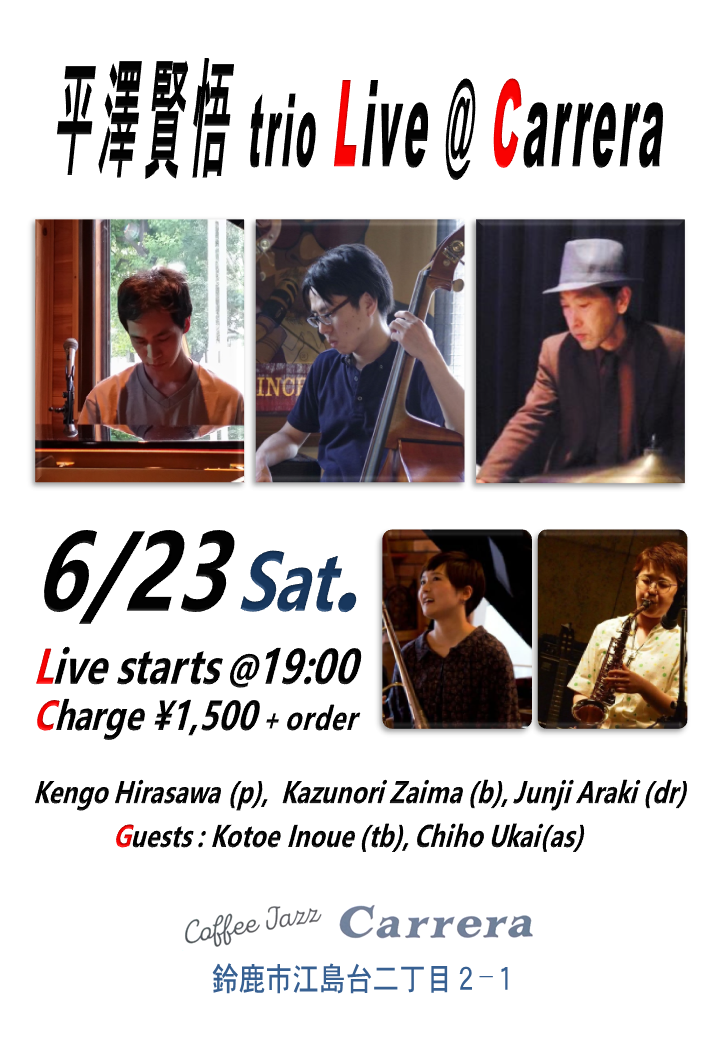 平澤賢悟 trio Live @ Carrera
INCE
6/23 Sat.
Live starts @19:00
Charge ¥1,500 + order
Kengo Hirasawa (p), Kazunori Zaima (b), Junji Araki (dr)
Guests : Kotoe Inoue (tb), Chiho Ukai(as)
Coffee Jazz Carrera
鈴鹿市江島台二丁目２−１